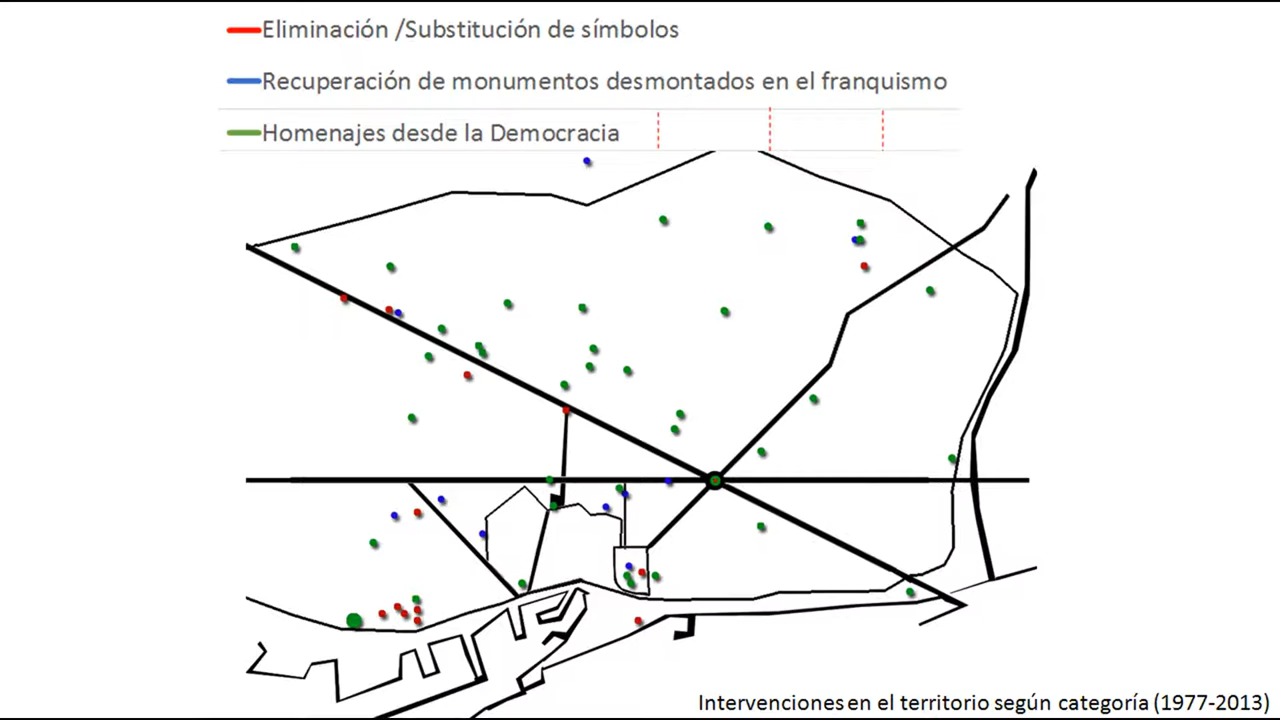 Eliminación /Substitución de símbolos
Recuperación de monumentos desmontados en el franquismo
Homenajes desde la Democracia
Intervenciones en el territorio según categoría (1977-2013)